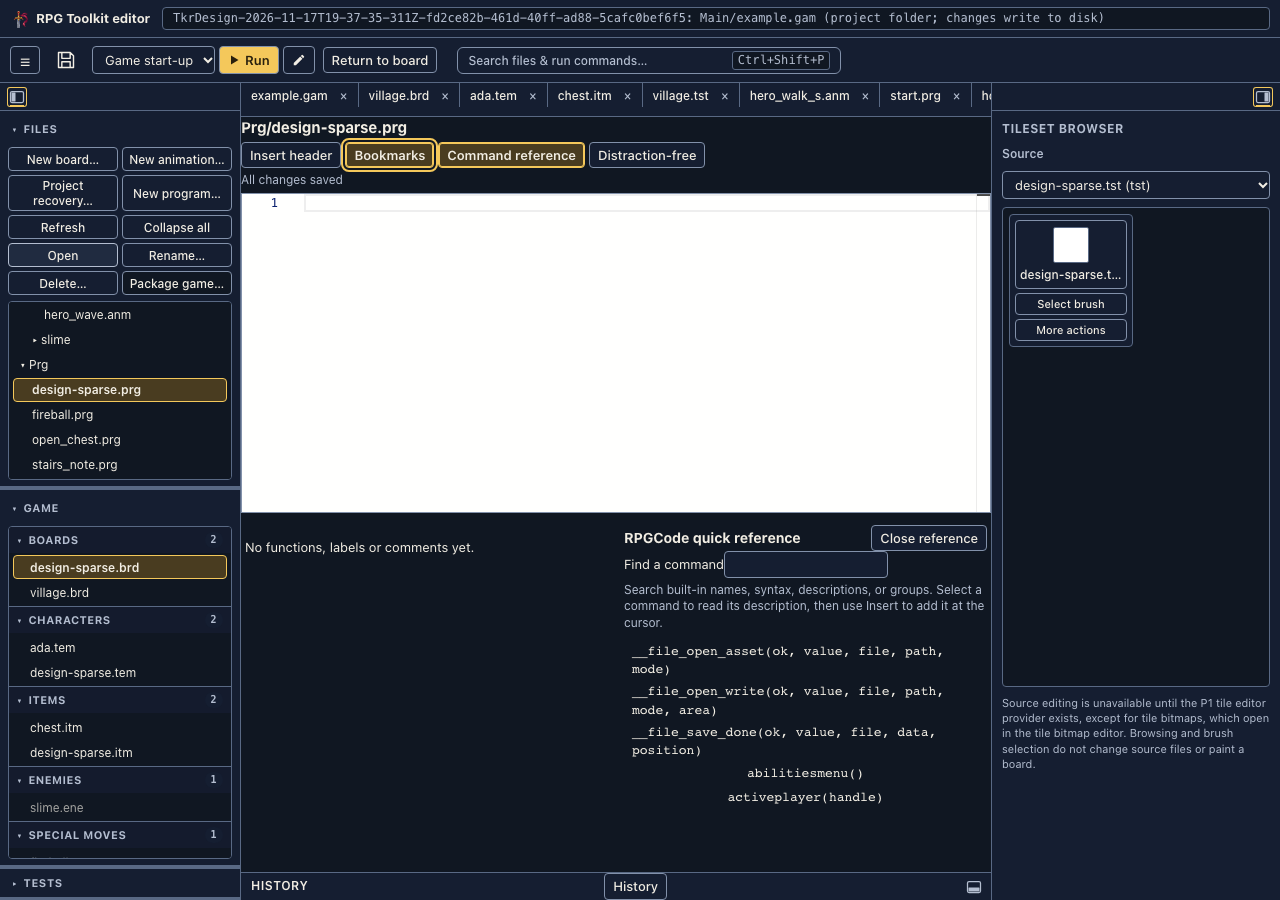 RPG Toolkit editor
TkrDesign-2026-11-17T19-37-35-311Z-fd2ce82b-461d-40ff-ad88-5cafc0bef6f5: Main/example.gam (project folder; changes write to disk)
Game start-up
Run
Return to board
Search files & run commands...
Ctrl+Shift+P
FILES
New board...
New animation...
Project recovery...
New program...
Refresh
Collapse all
Open
Rename...
Delete...
Package game...
hero_wave.anm
slime
Prg
design-sparse.prg
fireball.prg
open_chest.prg
stairs_note.prg
GAME
BOARDS 2
design-sparse.brd
village.brd
CHARACTERS 2
ada.tem
design-sparse.tem
ITEMS 2
chest.itm
design-sparse.itm
ENEMIES 1
slime.ene
SPECIAL MOVES 1
TESTS
example.gam ×
village.brd ×
ada.tem ×
chest.itm ×
village.tst ×
hero_walk_s.anm ×
start.prg ×
Prg/design-sparse.prg
Insert header
Bookmarks
Command reference
Distraction-free
All changes saved
1
No functions, labels or comments yet.
RPGCode quick reference
Close reference
Find a command
Search built-in names, syntax, descriptions, or groups. Select a
command to read its description, then use Insert to add it at the
cursor.
__file_open_asset(ok, value, file, path,
mode)
__file_open_write(ok, value, file, path,
mode, area)
__file_save_done(ok, value, file, data,
position)
abilitiesmenu()
activeplayer(handle)
HISTORY
History
TILESET BROWSER
Source
design-sparse.tst (tst)
design-sparse.t...
Select brush
More actions
Source editing is unavailable until the P1 tile editor
provider exists, except for tile bitmaps, which open
in the tile bitmap editor. Browsing and brush
selection do not change source files or paint a
board.